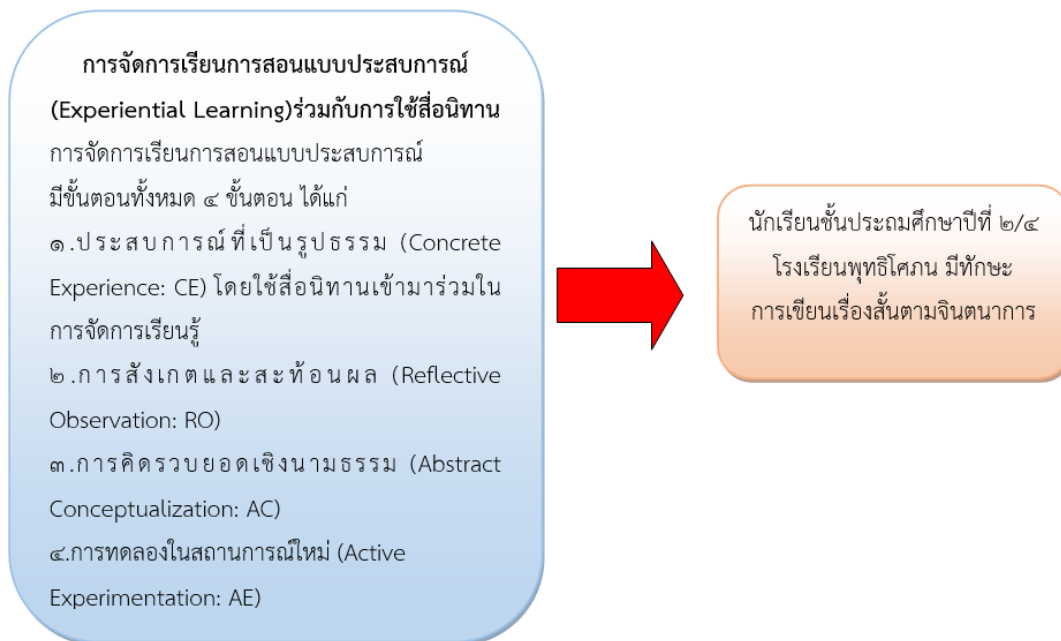 การจัดการเรียนการสอนแบบประสบการณ์
(Experiential Learning)ร่วมกับการใช้สื่อนิทาน
การจัดการเรียนการสอนแบบประสบการณ์
มีขั้นตอนทั้งหมด ๔ ขั้นตอน ได้แก่
๑.ประสบการณ์ที่เป็นรูปธรรม (Concrete
Experience: CE) โดยใช้สื่อนิทานเข้ามาร่วมใน
การจัดการเรียนรู้
๒.การสังเกตและสะท้อนผล (Reflective
Observation: RO)
๓.การคิดรวบยอดเชิงนามธรรม (Abstract
Conceptualization: AC)
๔.การทดลองในสถานการณ์ใหม่ (Active
Experimentation: AE)
นักเรียนชั้นประถมศึกษาปีที่ ๒/๔
โรงเรียนพุทธิโศภน มีทักษะ
การเขียนเรื่องสั้นตามจินตนาการ